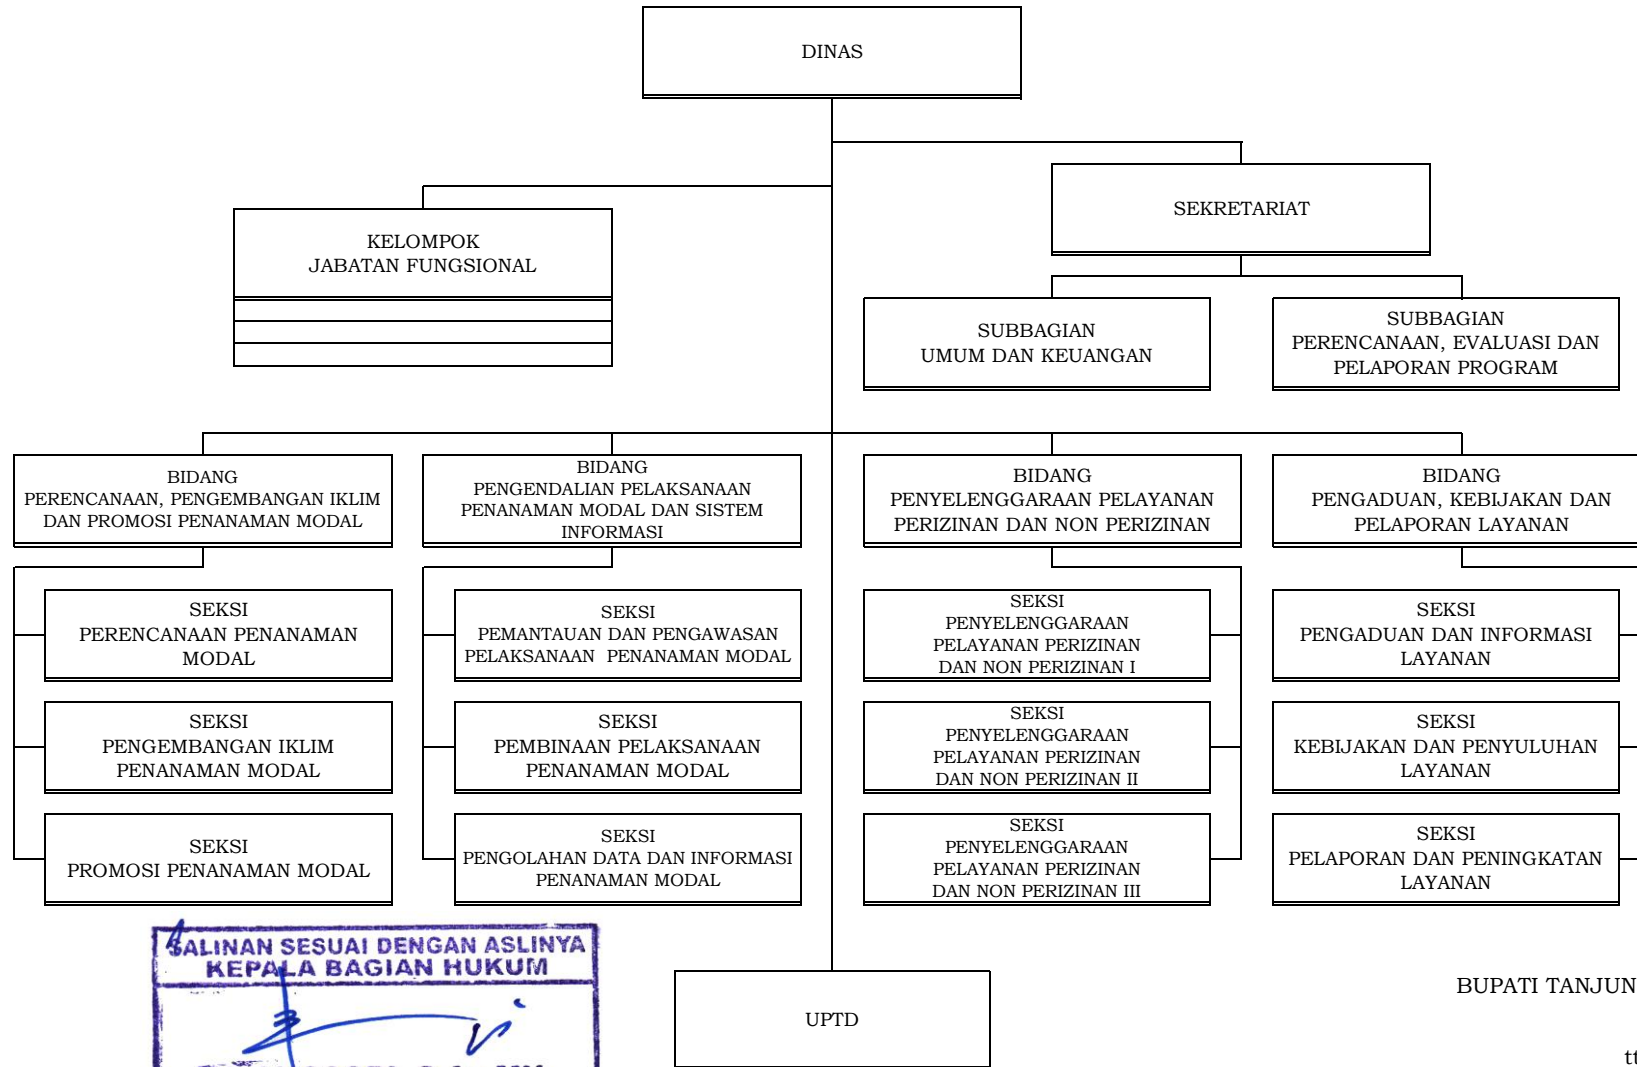 DINAS
SEKRETARIAT
KELOMPOK
JABATAN FUNGSIONAL
SUBBAGIAN
UMUM DAN KEUANGAN
SUBBAGIAN
PERENCANAAN, EVALUASI DAN
PELAPORAN PROGRAM
BIDANG
PERENCANAAN, PENGEMBANGAN IKLIM
DAN PROMOSI PENANAMAN MODAL
BIDANG
PENGENDALIAN PELAKSANAAN
PENANAMAN MODAL DAN SISTEM
INFORMASI
BIDANG
PENYELENGGARAAN PELAYANAN
PERIZINAN DAN NON PERIZINAN
BIDANG
PENGADUAN, KEBIJAKAN DAN
PELAPORAN LAYANAN
SEKSI
PERENCANAAN PENANAMAN
MODAL
SEKSI
PEMANTAUAN DAN PENGAWASAN
PELAKSANAAN  PENANAMAN MODAL
SEKSI
PENYELENGGARAAN
PELAYANAN PERIZINAN
DAN NON PERIZINAN I
SEKSI
PENGADUAN DAN INFORMASI
LAYANAN
SEKSI
PENGEMBANGAN IKLIM
PENANAMAN MODAL
SEKSI
PEMBINAAN PELAKSANAAN
PENANAMAN MODAL
SEKSI
PENYELENGGARAAN
PELAYANAN PERIZINAN
DAN NON PERIZINAN II
SEKSI
KEBIJAKAN DAN PENYULUHAN
LAYANAN
SEKSI
PROMOSI PENANAMAN MODAL
SEKSI
PENGOLAHAN DATA DAN INFORMASI
PENANAMAN MODAL
SEKSI
PENYELENGGARAAN
PELAYANAN PERIZINAN
DAN NON PERIZINAN III
SEKSI
PELAPORAN DAN PENINGKATAN
LAYANAN
SALINAN SESUAI DENGAN ASLINYA
KEPALA BAGIAN HUKUM
UPTD
BUPATI TANJUN
tt